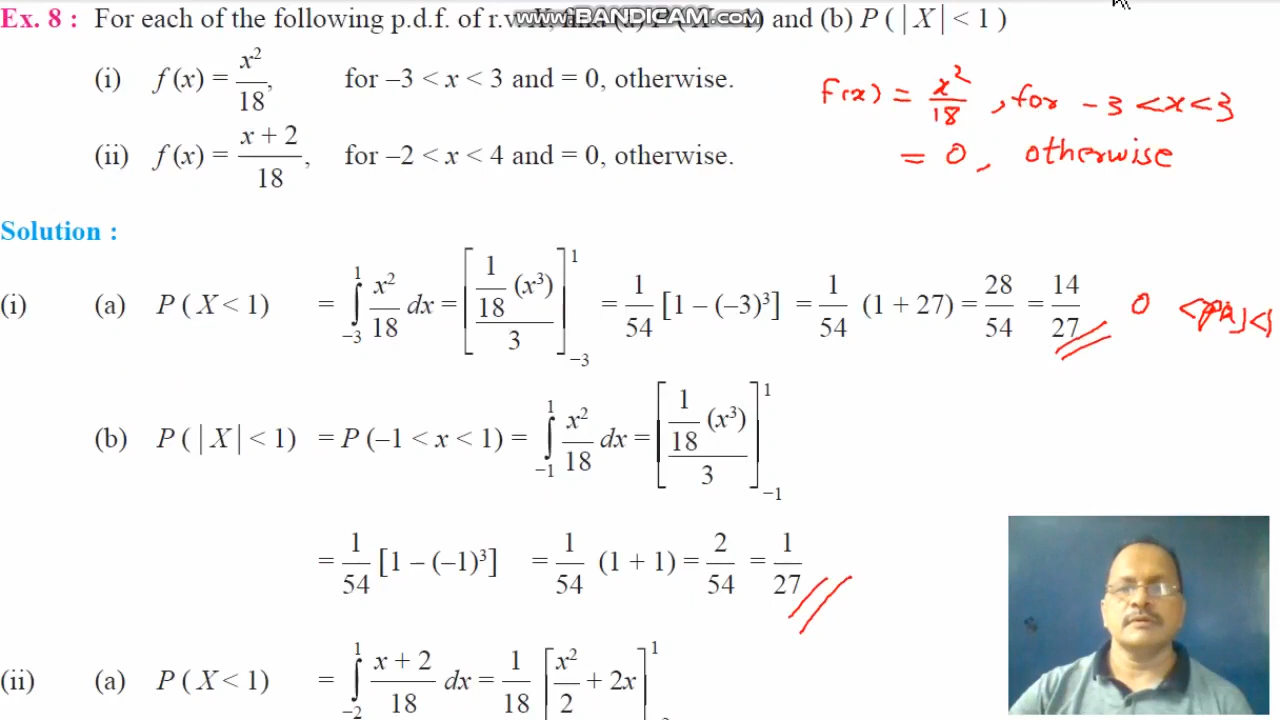 Ex. 8 : For each of the following p.d.f. of r.v. X, find (a) P ( X < 1) and (b) P ( | X | < 1 )
www.BANDICAM.com
(i) f (x) = x²/18, for –3 < x < 3 and = 0, otherwise.
(ii) f (x) = x + 2/18, for –2 < x < 4 and = 0, otherwise.
F(x) = x²/18, for -3 < x < 3
= 0, otherwise
Solution :
(i) (a) P ( X < 1) = ∫₋₃¹ x²/18 dx = [1/18 (x³)/3]₋₃¹ = 1/54 [1 – (–3)³] = 1/54 (1 + 27) = 28/54 = 14/27 0
(b) P ( | X | < 1) = P (–1 < x < 1) = ∫₋₁¹ x²/18 dx = [1/18 (x³)/3]₋₁¹
= 1/54 [1 – (–1)³] = 1/54 (1 + 1) = 2/54 = 1/27
(ii) (a) P ( X < 1) = ∫₋₂¹ x + 2/18 dx = 1/18 [x²/2 + 2x]¹